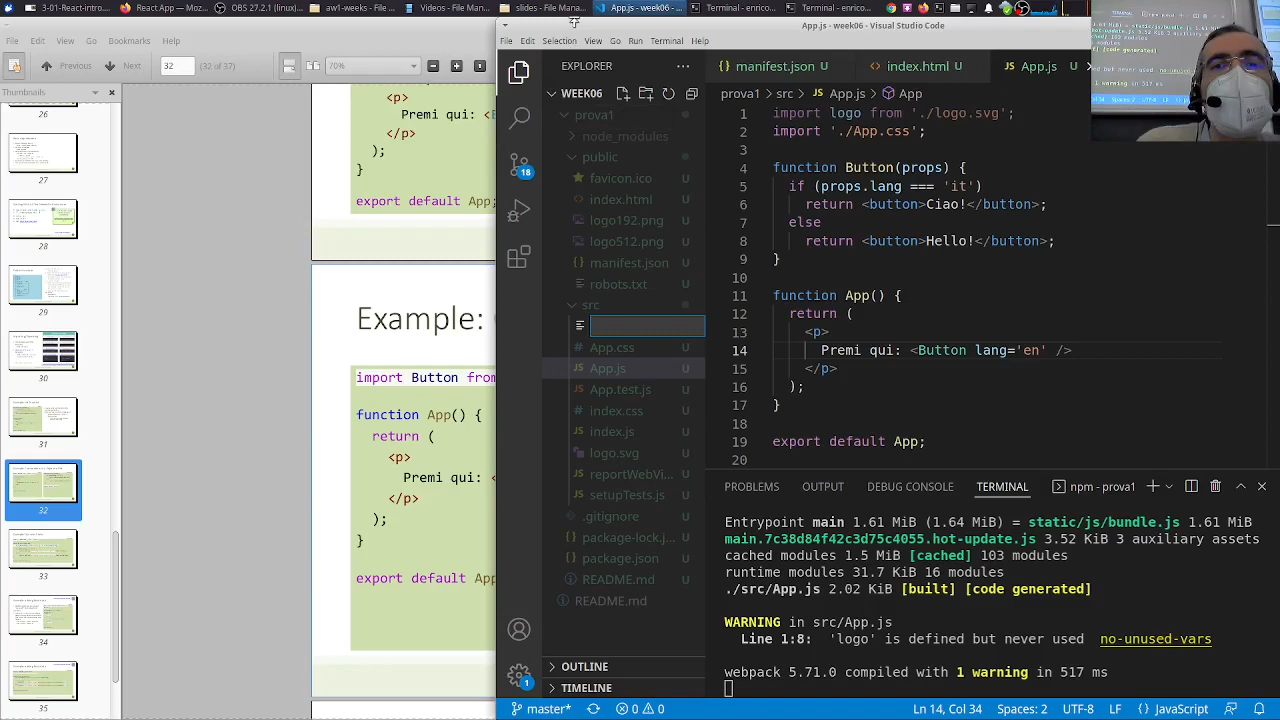 3-01-React-intro...
React App — M...
OBS 27.2.1 (linux)...
aw1-weeks - File ...
Videos - File Ma...
slides - File Mana...
App.js - week06 - ...
Terminal - enrico...
Terminal - enrico...
File Edit View Go Bookmarks Help
Previous Next 32 (32 of 37) 70%
Thumbnails
26
27
28
29
30
31
32
33
34
35
<p>
Premi qui: <B
</p>
);
}
export default App;
Example:
import Button from
function App() {
return (
<p>
Premi qui: <
</p>
);
}
export default App
App.js - week06 - Visual Studio Code
File Edit Selection View Go Run Terminal Help
EXPLORER
WEEK06
prova1
node_modules
public
favicon.ico U
index.html U
logo192.png U
logo512.png U
manifest.json U
robots.txt U
src
App.css U
App.js U
App.test.js U
index.css U
index.js U
logo.svg U
reportWebVi... U
setupTests.js U
.gitignore U
package-lock.j... U
package.json U
README.md U
README.md
OUTLINE
TIMELINE
18
1
manifest.json U
index.html U
App.js U
prova1 > src > App.js > App
1 import logo from './logo.svg';
2 import './App.css';
3
4 function Button(props) {
5 if (props.lang === 'it')
6 return <button>Ciao!</button>;
7 else
8 return <button>Hello!</button>;
9 }
10
11 function App() {
12 return (
13 <p>
14 Premi qui: <Button lang='en' />
15 </p>
16 );
17 }
18
19 export default App;
20
PROBLEMS OUTPUT DEBUG CONSOLE TERMINAL npm - prova1
Entrypoint main 1.61 MiB (1.64 MiB) = static/js/bundle.js 1.61 MiB
main.7c38d84f42c3d75c4055.hot-update.js 3.52 KiB 3 auxiliary assets
cached modules 1.5 MiB [cached] 103 modules
runtime modules 31.7 KiB 16 modules
./src/App.js 2.02 KiB [built] [code generated]
WARNING in src/App.js
Line 1:8: 'logo' is defined but never used no-unused-vars
webpack 5.71.0 compiled with 1 warning in 517 ms
master* 0 0 Ln 14, Col 34 Spaces: 2 UTF-8 LF JavaScript